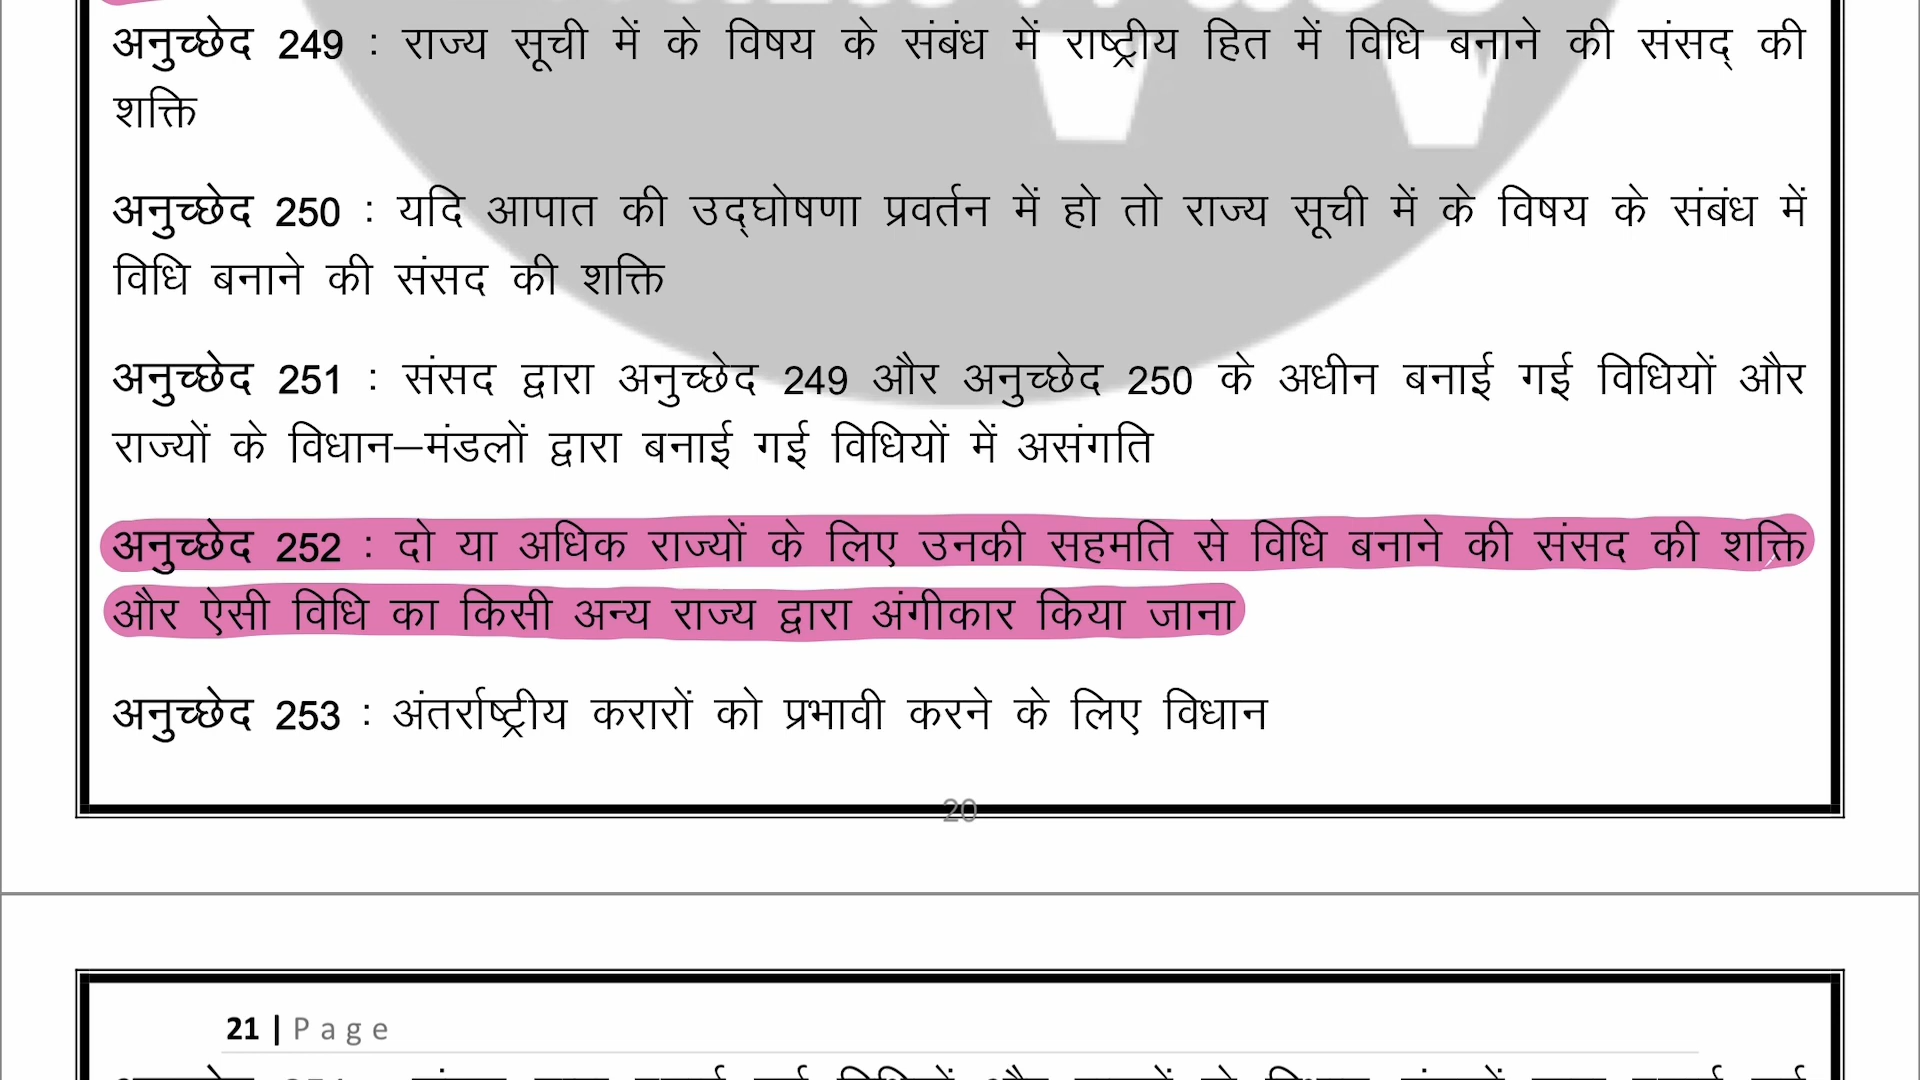 अनुच्छेद 249 : राज्य सूची में के विषय के संबंध में राष्ट्रीय हित में विधि बनाने की संसद् की
शक्ति
अनुच्छेद 250 : यदि आपात की उद्घोषणा प्रवर्तन में हो तो राज्य सूची में के विषय के संबंध में
विधि बनाने की संसद की शक्ति
अनुच्छेद 251 : संसद द्वारा अनुच्छेद 249 और अनुच्छेद 250 के अधीन बनाई गई विधियों और
राज्यों के विधान–मंडलों द्वारा बनाई गई विधियों में असंगति
अनुच्छेद 252 : दो या अधिक राज्यों के लिए उनकी सहमति से विधि बनाने की संसद की शक्ति
और ऐसी विधि का किसी अन्य राज्य द्वारा अंगीकार किया जाना
अनुच्छेद 253 : अंतर्राष्ट्रीय करारों को प्रभावी करने के लिए विधान
20
21 | Page